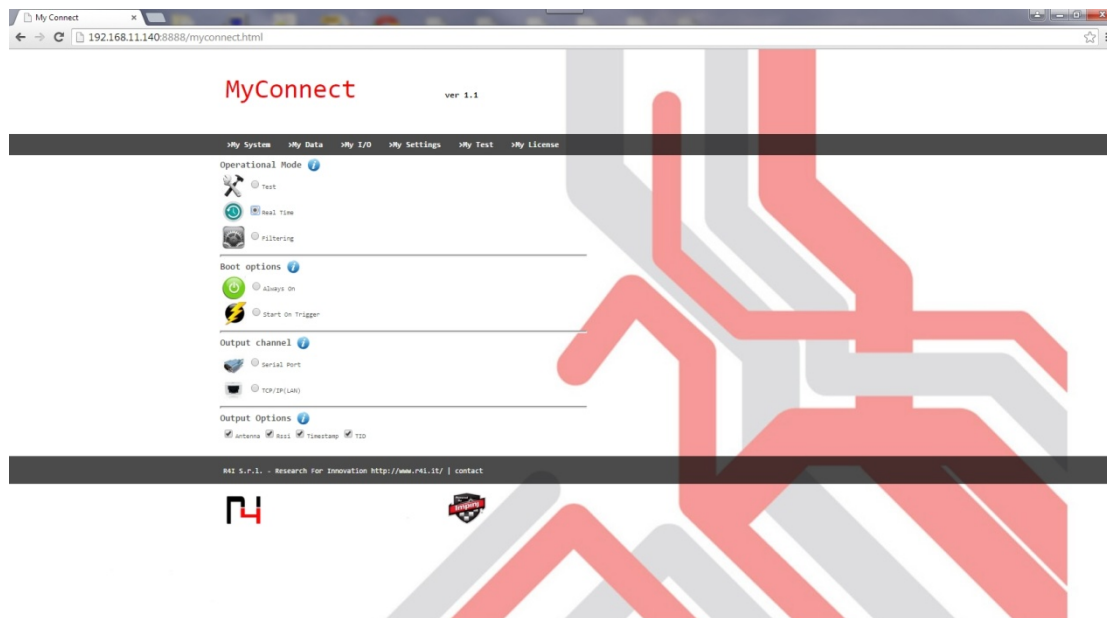 My Connect
192.168.11.140:8888/myconnect.html
MyConnect
ver 1.1
>My System >My Data >My I/O >My Settings >My Test >My License
Operational Mode
Test
Real Time
Filtering
Boot options
Always On
Start On Trigger
Output channel
Serial Port
TCP/IP(LAN)
Output Options
Antenna Rssi Timestamp TID
R4I S.r.l. - Research For Innovation http://www.r4i.it/ | contact